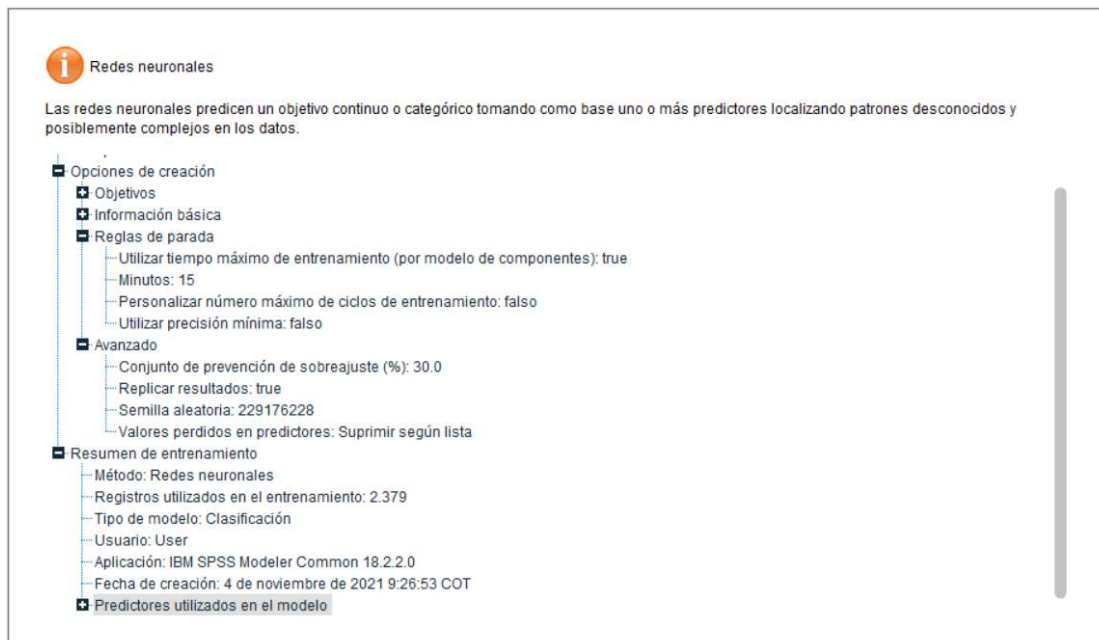 Redes neuronales
Las redes neuronales predicen un objetivo continuo o categórico tomando como base uno o más predictores localizando patrones desconocidos y
posiblemente complejos en los datos.
Opciones de creación
Objetivos
Información básica
Reglas de parada
Utilizar tiempo máximo de entrenamiento (por modelo de componentes): true
Minutos: 15
Personalizar número máximo de ciclos de entrenamiento: falso
Utilizar precisión mínima: falso
Avanzado
Conjunto de prevención de sobreajuste (%): 30.0
Replicar resultados: true
Semilla aleatoria: 229176228
Valores perdidos en predictores: Suprimir según lista
Resumen de entrenamiento
Método: Redes neuronales
Registros utilizados en el entrenamiento: 2.379
Tipo de modelo: Clasificación
Usuario: User
Aplicación: IBM SPSS Modeler Common 18.2.2.0
Fecha de creación: 4 de noviembre de 2021 9:26:53 COT
Predictores utilizados en el modelo